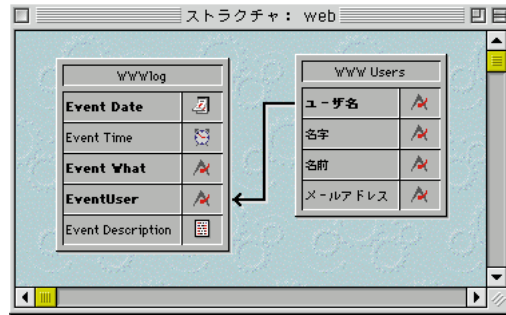 ストラクチャ： web
WWWlog
Event Date
Event Time
Event What
EventUser
Event Description
WWW Users
ユーザ名
名字
名前
メールアドレス